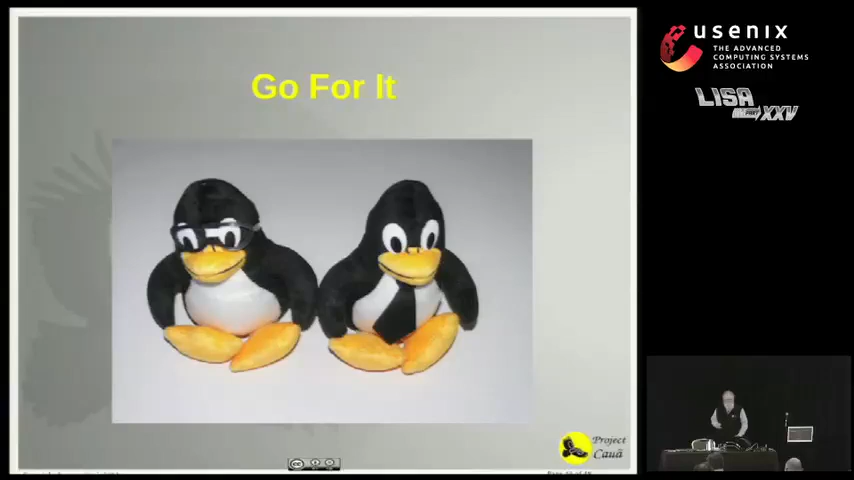 Go For It
usenix
THE ADVANCED
COMPUTING SYSTEMS
ASSOCIATION
LISA
XXV
Project
Cauã